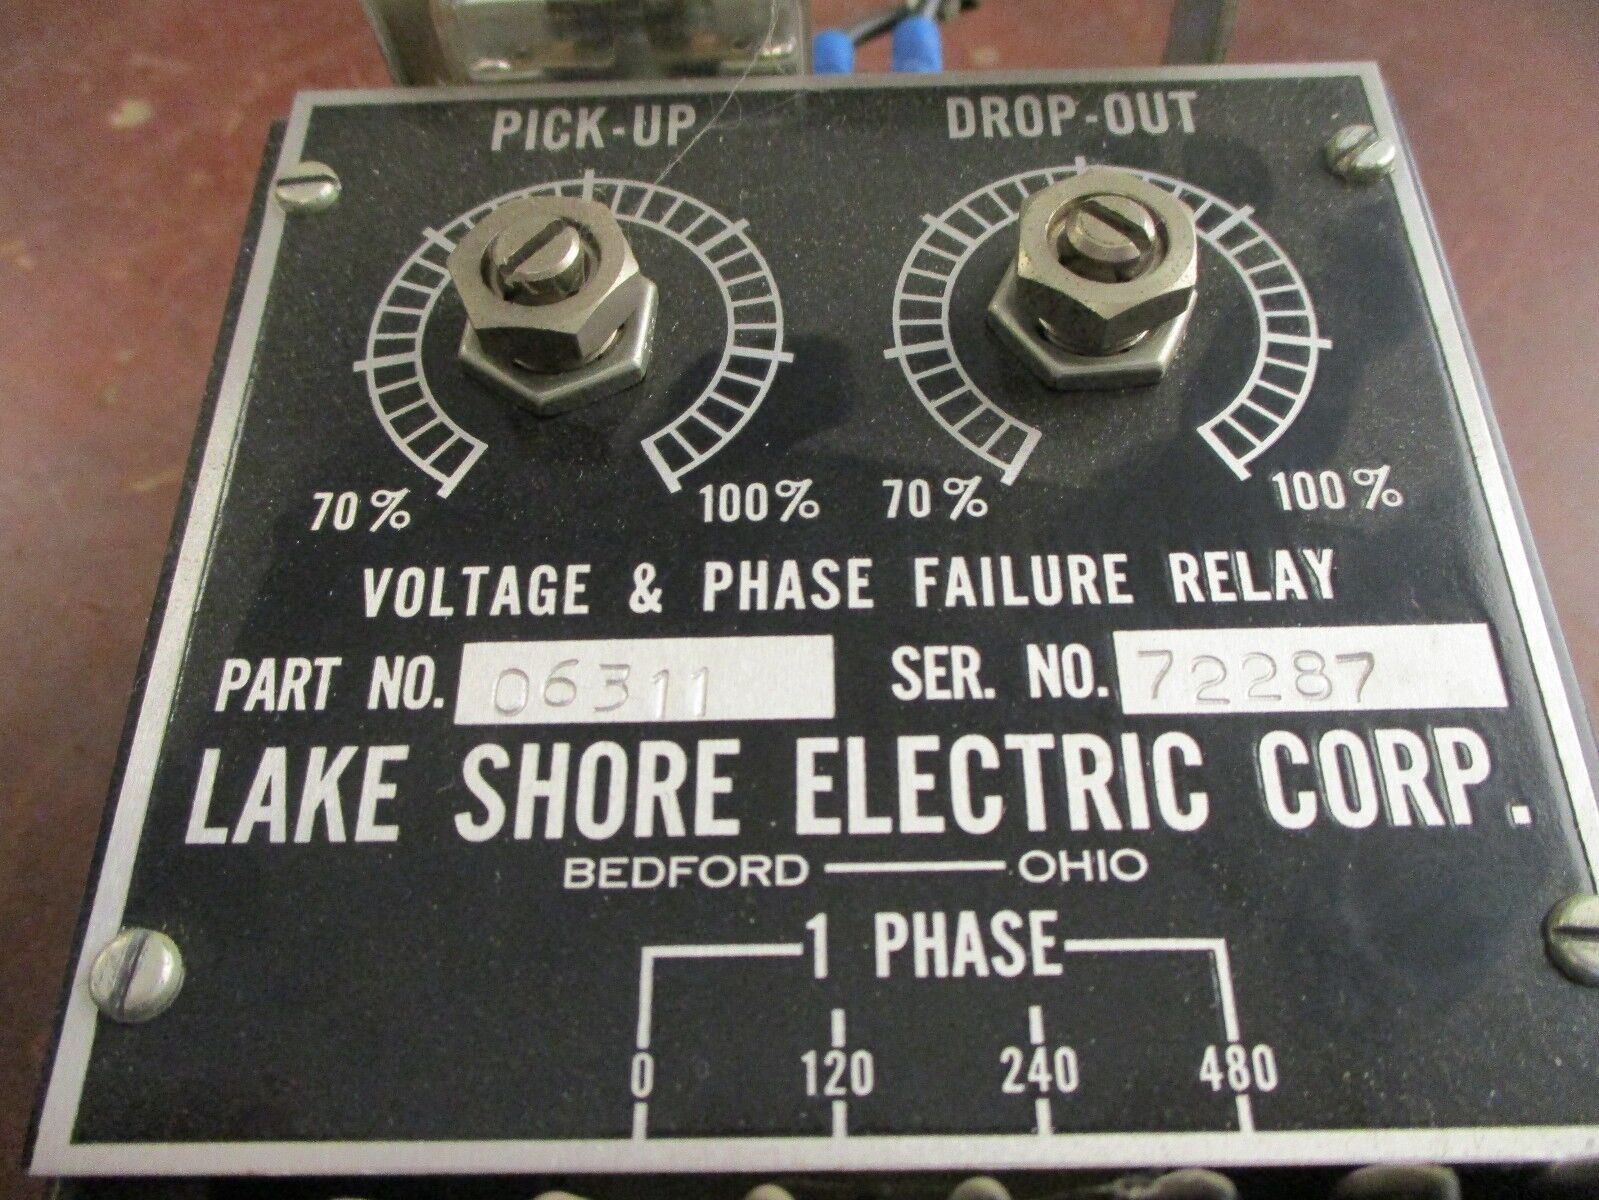 PICK-UP DROP-OUT
70% 100% 70% 100%
VOLTAGE & PHASE FAILURE RELAY
PART NO. 06311 SER. NO. 72287
LAKE SHORE ELECTRIC CORP.
BEDFORD — OHIO
1 PHASE
0 120 240 480